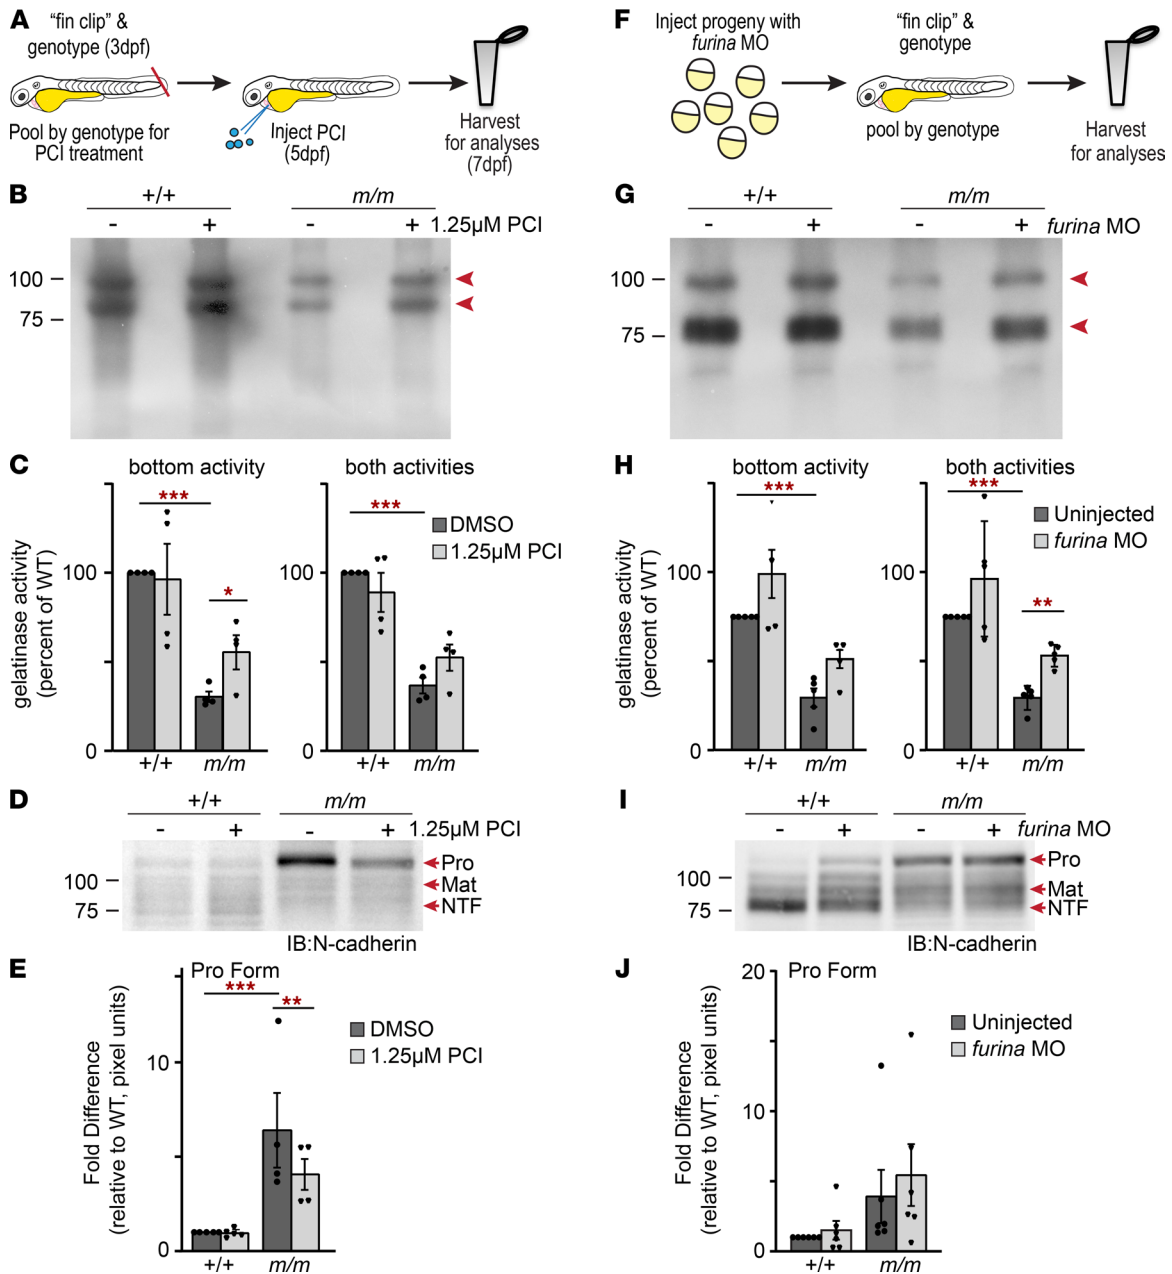 A
"fin clip" &
genotype (3dpf)
Pool by genotype for
PCI treatment
Inject PCI
(5dpf)
Harvest
for analyses
(7dpf)
B
+/+ m/m
- + - + 1.25µM PCI
100
75
C
bottom activity both activities
gelatinase activity
(percent of WT)
100
0
*** *
100
0
***
DMSO
1.25µM PCI
+/+ m/m +/+ m/m
D
+/+ m/m
- + - + 1.25µM PCI
100
75
Pro
Mat
NTF
IB:N-cadherin
E
Pro Form
Fold Difference
(relative to WT, pixel units)
10
0
*** **
DMSO
1.25µM PCI
+/+ m/m
F
Inject progeny with
furina MO
"fin clip" &
genotype
pool by genotype
Harvest
for analyses
G
+/+ m/m
- + - + furina MO
100
75
H
bottom activity both activities
gelatinase activity
(percent of WT)
100
0
***
100
0
*** **
Uninjected
furina MO
+/+ m/m +/+ m/m
I
+/+ m/m
- + - + furina MO
100
75
Pro
Mat
NTF
IB:N-cadherin
J
Pro Form
Fold Difference
(relative to WT, pixel units)
20
10
0
Uninjected
furina MO
+/+ m/m